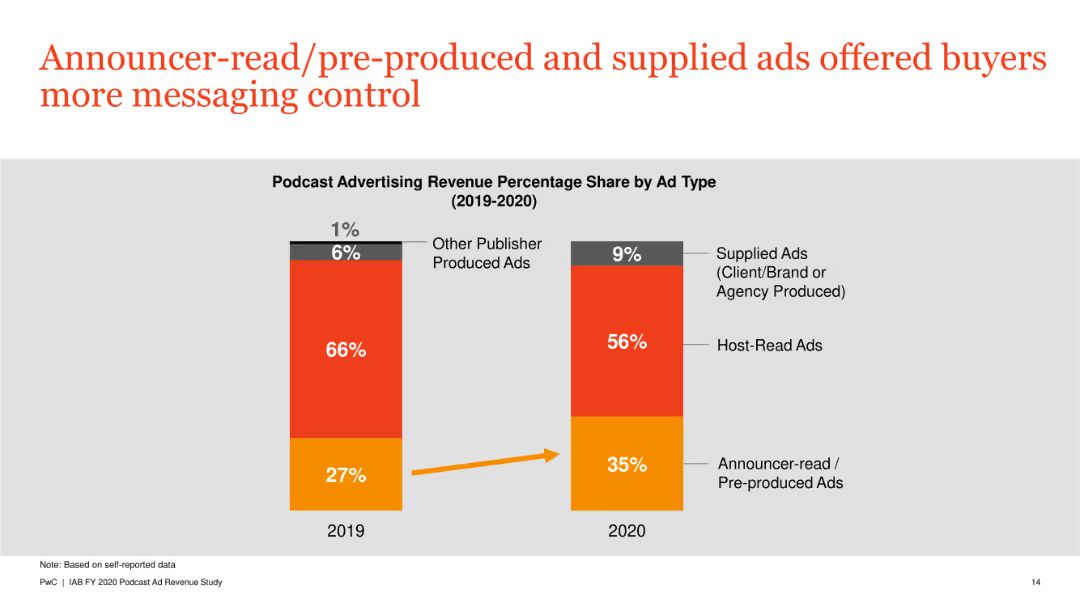 Announcer-read/pre-produced and supplied ads offered buyers
more messaging control
Podcast Advertising Revenue Percentage Share by Ad Type
(2019-2020)
1%
6%
66%
27%
2019
Other Publisher
Produced Ads
9%
56%
35%
2020
Supplied Ads
(Client/Brand or
Agency Produced)
Host-Read Ads
Announcer-read /
Pre-produced Ads
Note: Based on self-reported data
PwC | IAB FY 2020 Podcast Ad Revenue Study
14